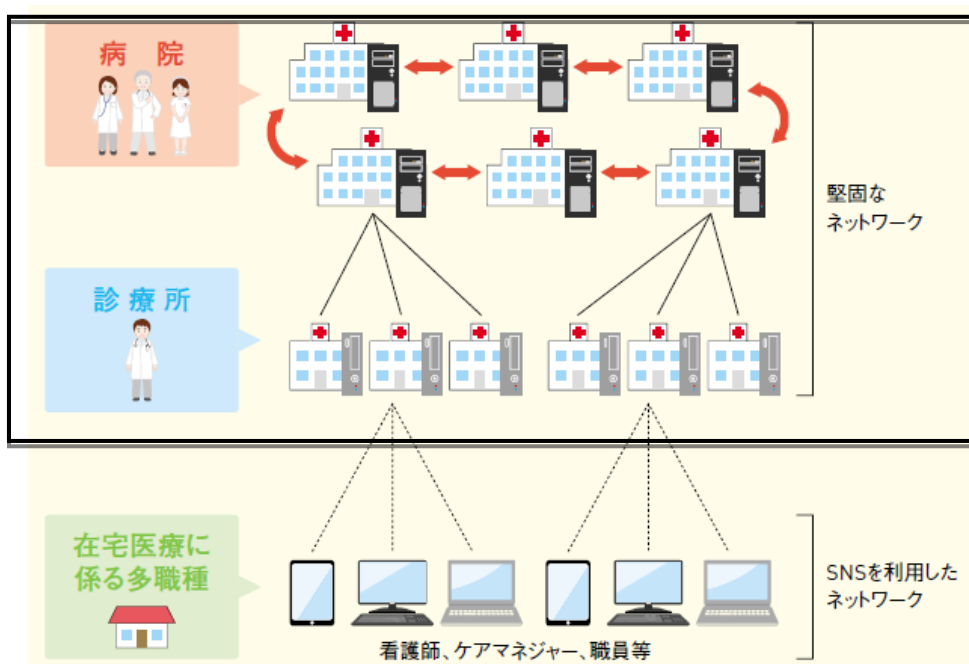 病 院
堅固な
ネットワーク
診 療 所
在宅医療に
係る多職種
SNSを利用した
ネットワーク
看護師、ケアマネジャー、職員等